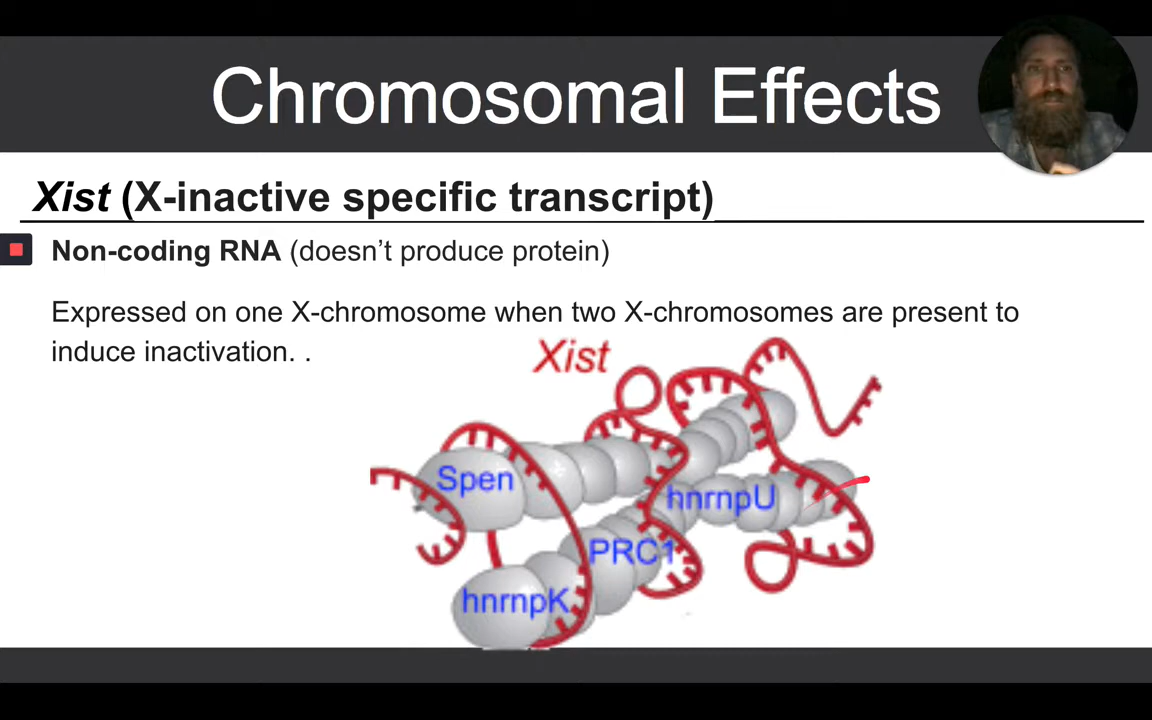 Chromosomal Effects
Xist (X-inactive specific transcript)
Non-coding RNA (doesn’t produce protein)
Expressed on one X-chromosome when two X-chromosomes are present to
induce inactivation. .
Xist
Spen
hnrnpU
PRC1
hnrnpK